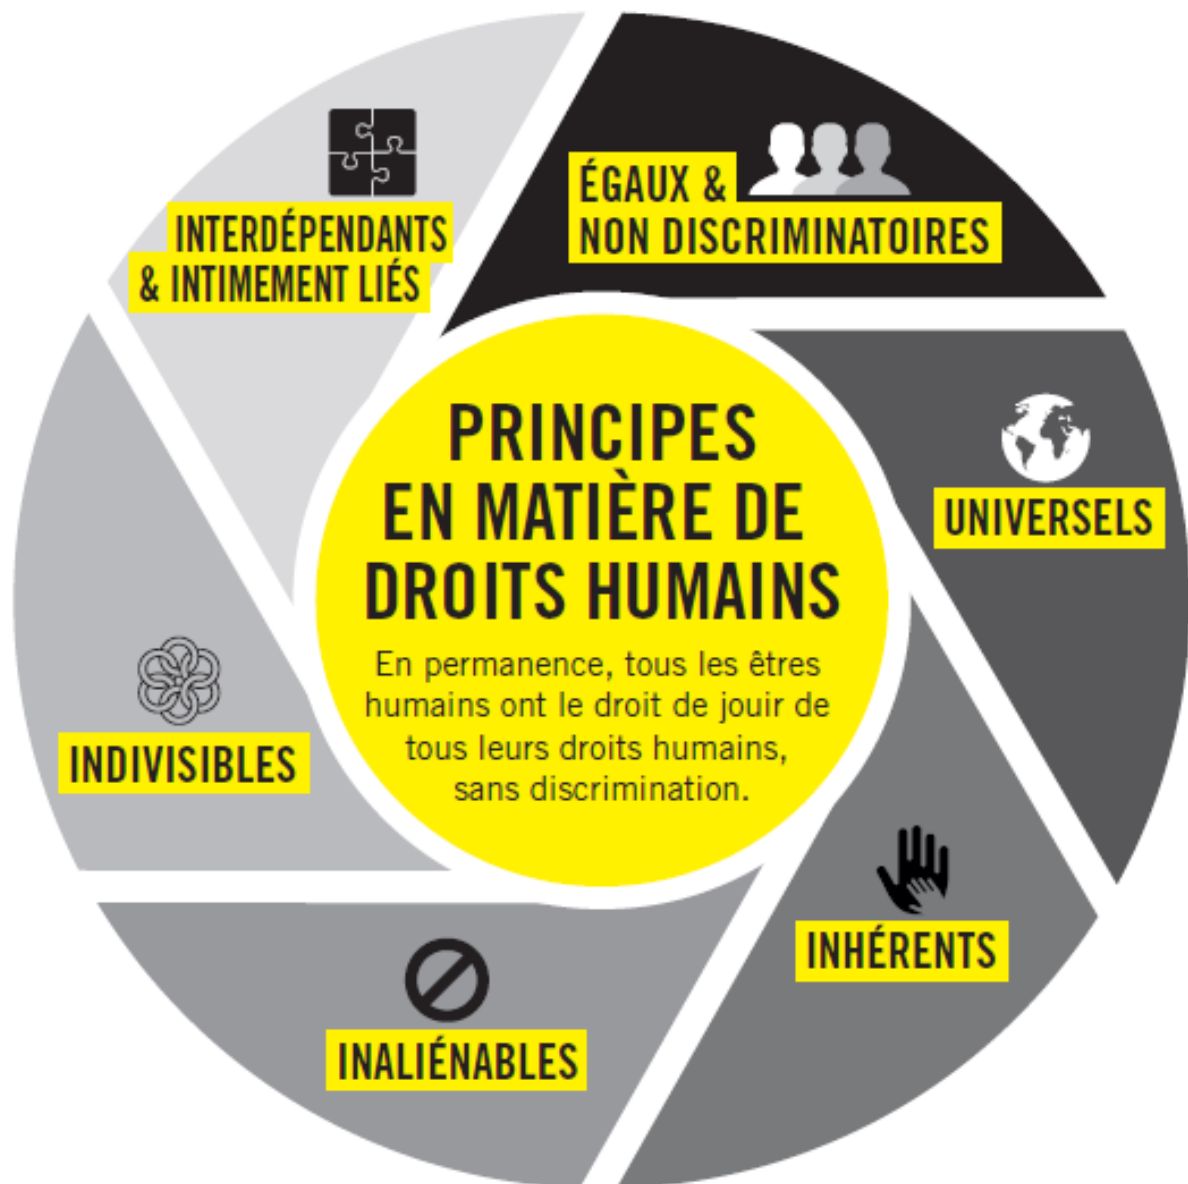 INTERDÉPENDANTS
& INTIMEMENT LIÉS
ÉGAUX &
NON DISCRIMINATOIRES
UNIVERSELS
PRINCIPES
EN MATIÈRE DE
DROITS HUMAINS
En permanence, tous les êtres
humains ont le droit de jouir de
tous leurs droits humains,
sans discrimination.
INDIVISIBLES
INHÉRENTS
INALIÉNABLES